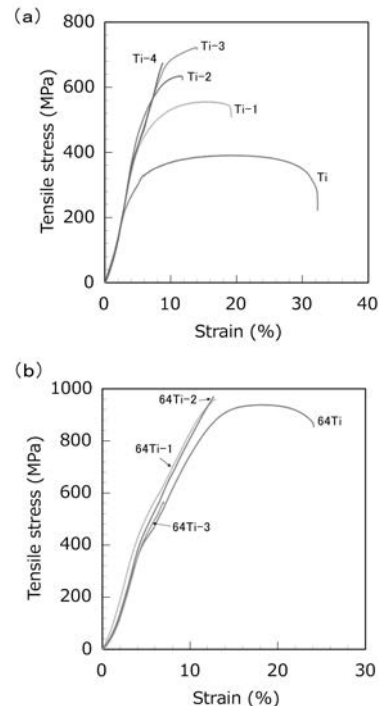 (a)
800
600
400
200
0
Tensile stress (MPa)
Ti-4
Ti-3
Ti-2
Ti-1
Ti
0 10 20 30 40
Strain (%)
(b)
1000
800
600
400
200
0
Tensile stress (MPa)
64Ti-2
64Ti
64Ti-1
64Ti-3
0 10 20 30
Strain (%)